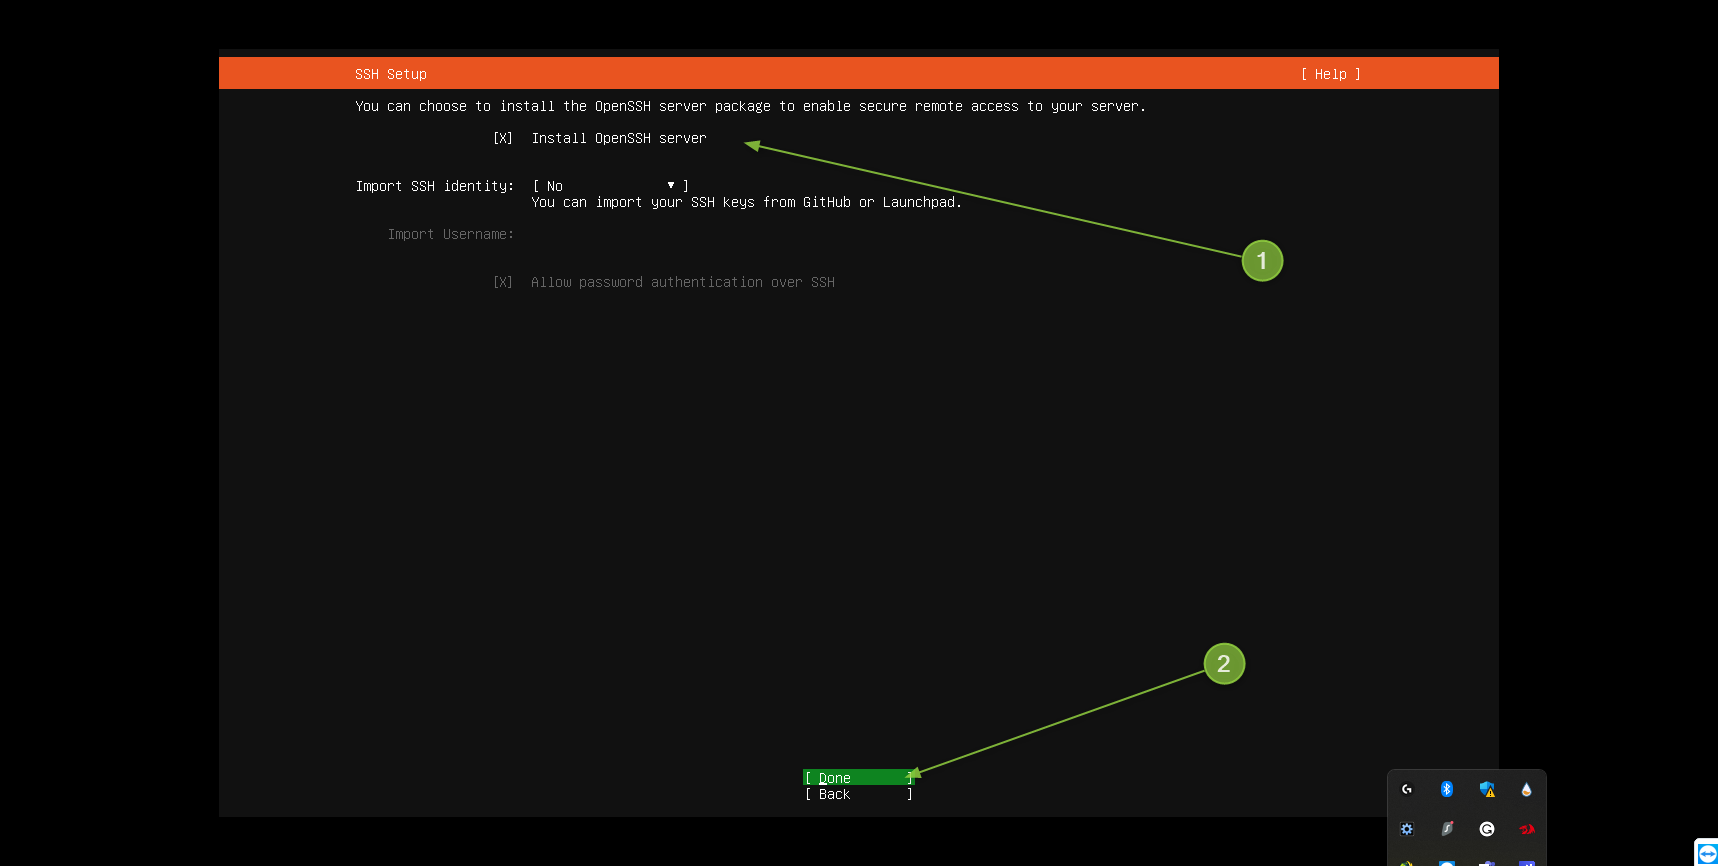 SSH Setup [ Help ]
You can choose to install the OpenSSH server package to enable secure remote access to your server.
[X] Install OpenSSH server
Import SSH identity: [ No ▼ ]
You can import your SSH keys from GitHub or Launchpad.
Import Username:
1
[X] Allow password authentication over SSH
2
[ Done ]
[ Back ]